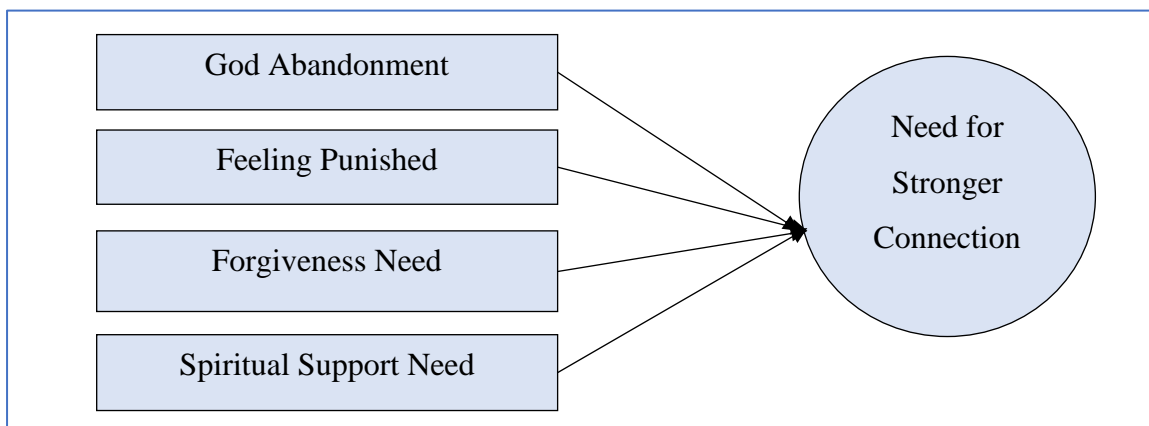 God Abandonment
Feeling Punished
Forgiveness Need
Spiritual Support Need
Need for
Stronger
Connection